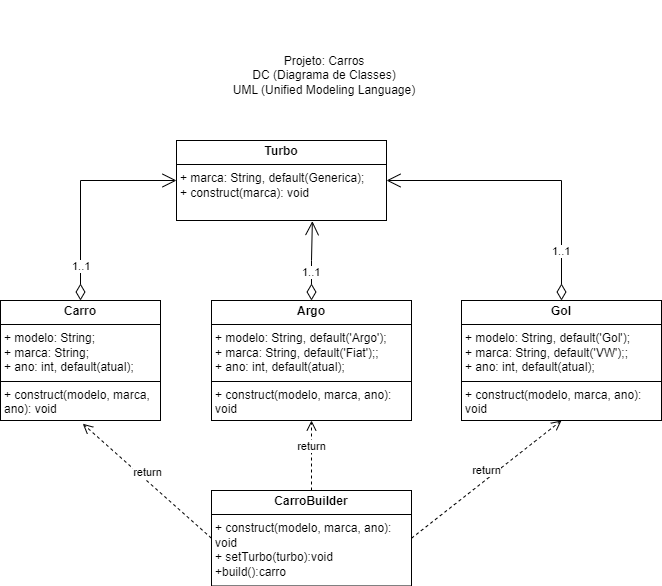 Projeto: Carros
DC (Diagrama de Classes)
UML (Unified Modeling Language)
Turbo
+ marca: String, default(Generica);
+ construct(marca): void
1..1
1..1
1..1
Carro
+ modelo: String;
+ marca: String;
+ ano: int, default(atual);
+ construct(modelo, marca,
ano): void
Argo
+ modelo: String, default('Argo');
+ marca: String, default('Fiat');;
+ ano: int, default(atual);
+ construct(modelo, marca, ano):
void
Gol
+ modelo: String, default('Gol');
+ marca: String, default('VW');;
+ ano: int, default(atual);
+ construct(modelo, marca, ano):
void
return
return
return
CarroBuilder
+ construct(modelo, marca, ano):
void
+ setTurbo(turbo):void
+build():carro